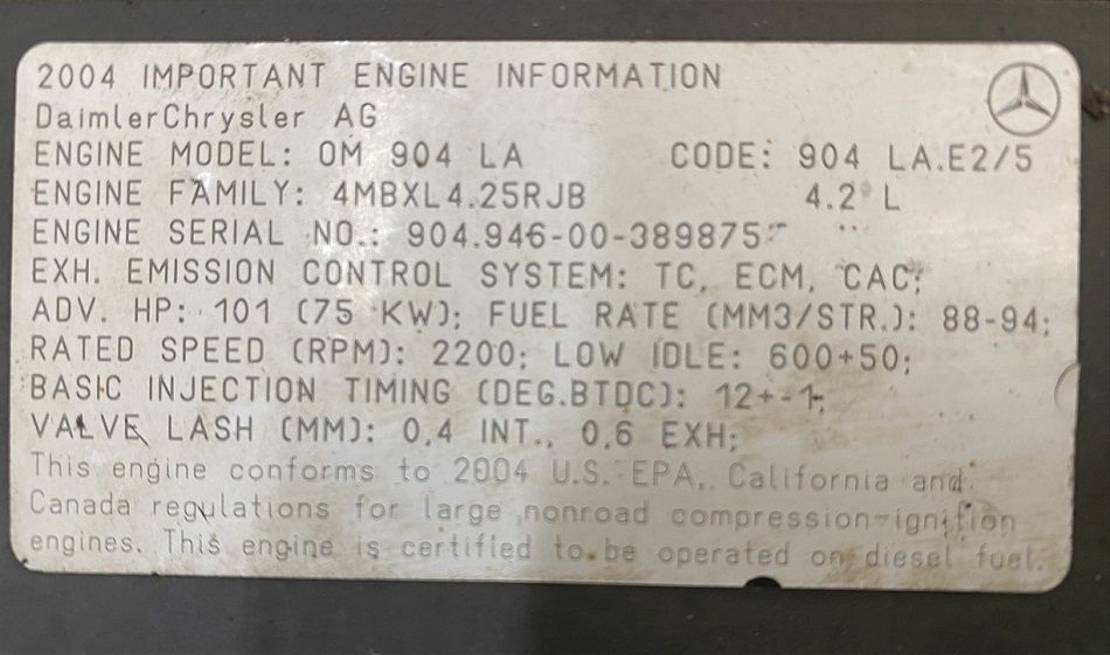 2004 IMPORTANT ENGINE INFORMATION
DaimlerChrysler AG
ENGINE MODEL: OM 904 LA CODE: 904 LA.E2/5
ENGINE FAMILY: 4MBXL4.25RJB 4.2 L
ENGINE SERIAL NO.: 904.946-00-389875
EXH. EMISSION CONTROL SYSTEM: TC, ECM, CAC;
ADV. HP: 101 (75 KW); FUEL RATE (MM3/STR.): 88-94;
RATED SPEED (RPM): 2200; LOW IDLE: 600+50;
BASIC INJECTION TIMING (DEG.BTDC): 12+-1;
VALVE LASH (MM): 0,4 INT., 0,6 EXH;
This engine conforms to 2004 U.S. EPA, California and
Canada regulations for large nonroad compression-ignition
engines. This engine is certified to be operated on diesel fuel.